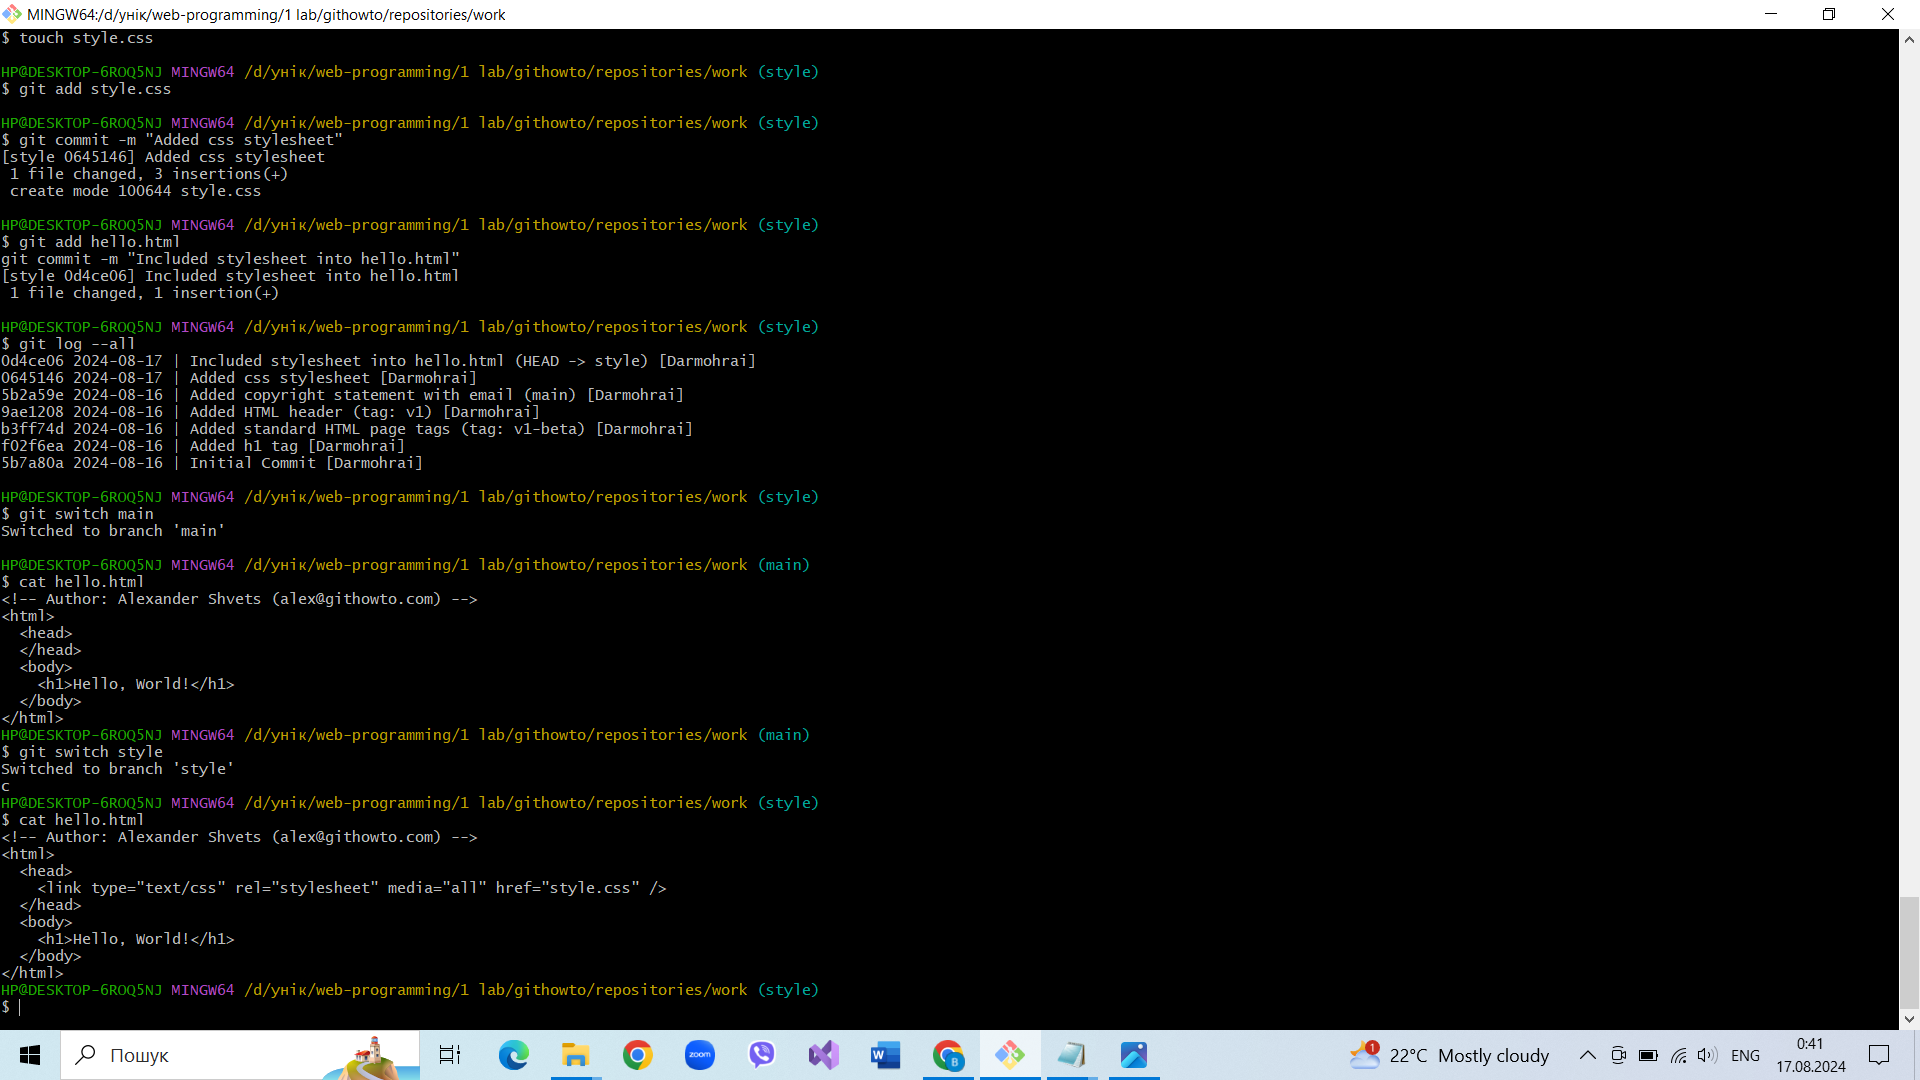 MINGW64:/d/унік/web-programming/1 lab/githowto/repositories/work
$ touch style.css
HP@DESKTOP-6ROQ5NJ MINGW64 /d/унік/web-programming/1 lab/githowto/repositories/work (style)
$ git add style.css
HP@DESKTOP-6ROQ5NJ MINGW64 /d/унік/web-programming/1 lab/githowto/repositories/work (style)
$ git commit -m "Added css stylesheet"
[style 0645146] Added css stylesheet
 1 file changed, 3 insertions(+)
 create mode 100644 style.css
HP@DESKTOP-6ROQ5NJ MINGW64 /d/унік/web-programming/1 lab/githowto/repositories/work (style)
$ git add hello.html
git commit -m "Included stylesheet into hello.html"
[style 0d4ce06] Included stylesheet into hello.html
 1 file changed, 1 insertion(+)
HP@DESKTOP-6ROQ5NJ MINGW64 /d/унік/web-programming/1 lab/githowto/repositories/work (style)
$ git log --all
0d4ce06 2024-08-17 | Included stylesheet into hello.html (HEAD -> style) [Darmohrai]
0645146 2024-08-17 | Added css stylesheet [Darmohrai]
5b2a59e 2024-08-16 | Added copyright statement with email (main) [Darmohrai]
9ae1208 2024-08-16 | Added HTML header (tag: v1) [Darmohrai]
b3ff74d 2024-08-16 | Added standard HTML page tags (tag: v1-beta) [Darmohrai]
f02f6ea 2024-08-16 | Added h1 tag [Darmohrai]
5b7a80a 2024-08-16 | Initial Commit [Darmohrai]
HP@DESKTOP-6ROQ5NJ MINGW64 /d/унік/web-programming/1 lab/githowto/repositories/work (style)
$ git switch main
Switched to branch 'main'
HP@DESKTOP-6ROQ5NJ MINGW64 /d/унік/web-programming/1 lab/githowto/repositories/work (main)
$ cat hello.html
<!-- Author: Alexander Shvets (alex@githowto.com) -->
<html>
  <head>
  </head>
  <body>
    <h1>Hello, World!</h1>
  </body>
</html>
HP@DESKTOP-6ROQ5NJ MINGW64 /d/унік/web-programming/1 lab/githowto/repositories/work (main)
$ git switch style
Switched to branch 'style'
c
HP@DESKTOP-6ROQ5NJ MINGW64 /d/унік/web-programming/1 lab/githowto/repositories/work (style)
$ cat hello.html
<!-- Author: Alexander Shvets (alex@githowto.com) -->
<html>
  <head>
    <link type="text/css" rel="stylesheet" media="all" href="style.css" />
  </head>
  <body>
    <h1>Hello, World!</h1>
  </body>
</html>
HP@DESKTOP-6ROQ5NJ MINGW64 /d/унік/web-programming/1 lab/githowto/repositories/work (style)
$
Пошук
zoom
W
B
1
22°C Mostly cloudy
ENG
0:41
17.08.2024